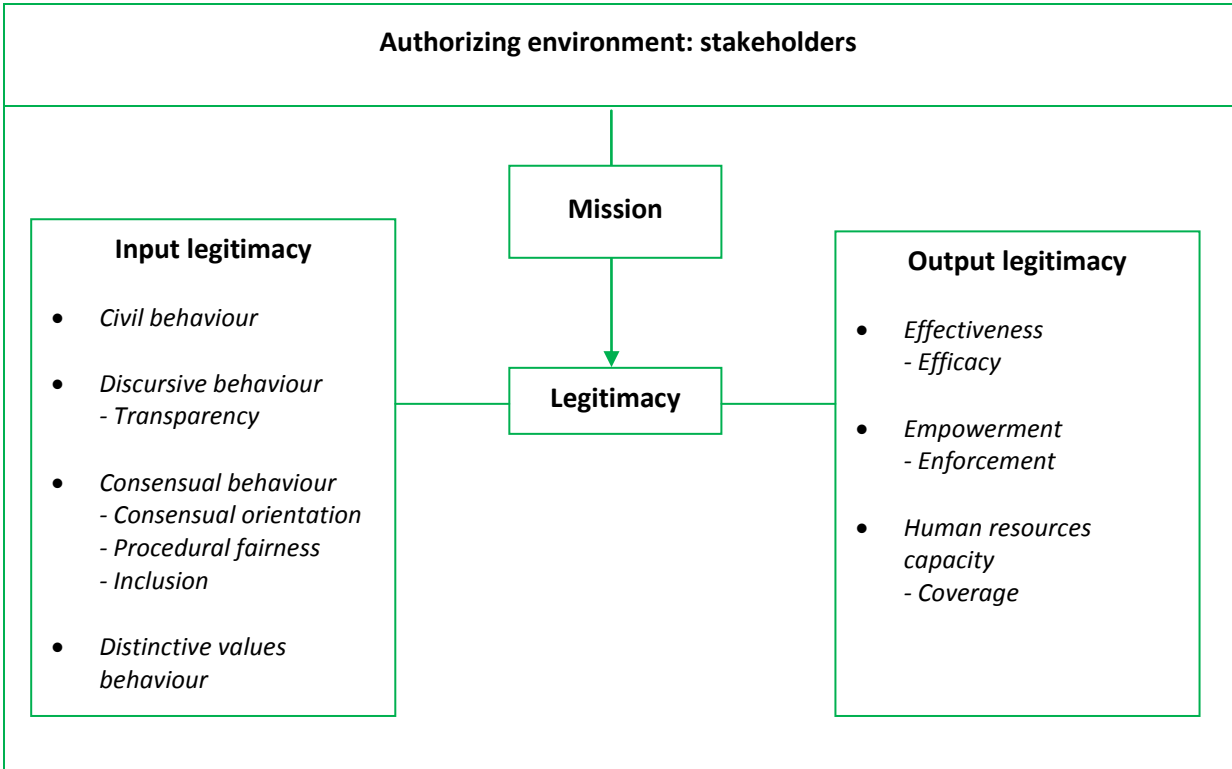 Authorizing environment: stakeholders
Mission
Input legitimacy
• Civil behaviour
• Discursive behaviour
- Transparency
• Consensual behaviour
- Consensual orientation
- Procedural fairness
- Inclusion
• Distinctive values
behaviour
Legitimacy
Output legitimacy
• Effectiveness
- Efficacy
• Empowerment
- Enforcement
• Human resources
capacity
- Coverage